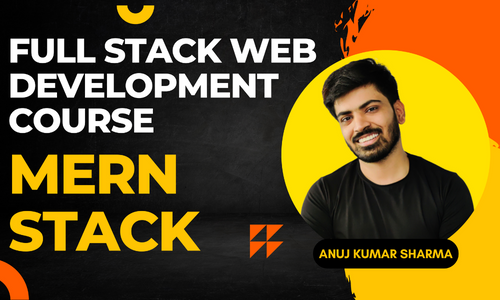 FULL STACK WEB
DEVELOPMENT
COURSE
MERN
STACK
ANUJ KUMAR SHARMA